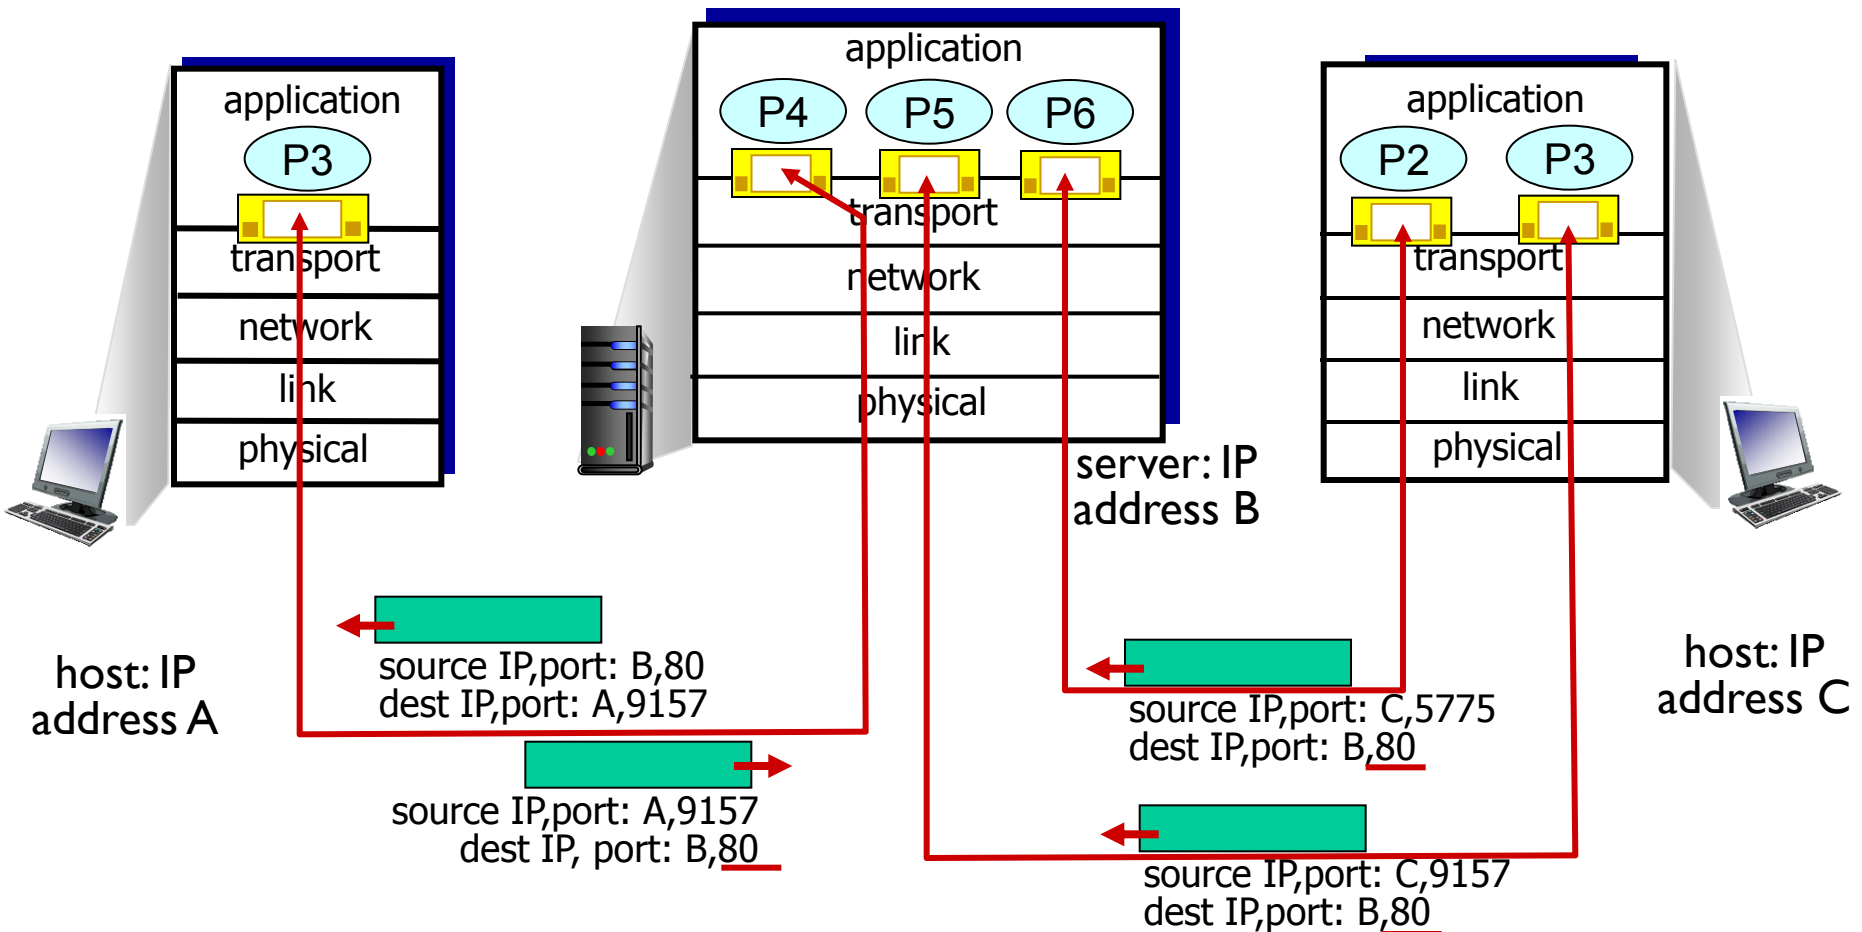 application
P3
transport
network
link
physical
host: IP
address A
application
P4
P5
P6
transport
network
link
physical
server: IP
address B
application
P2
P3
transport
network
link
physical
host: IP
address C
source IP,port: B,80
dest IP,port: A,9157
source IP,port: A,9157
dest IP, port: B,80
source IP,port: C,5775
dest IP,port: B,80
source IP,port: C,9157
dest IP,port: B,80